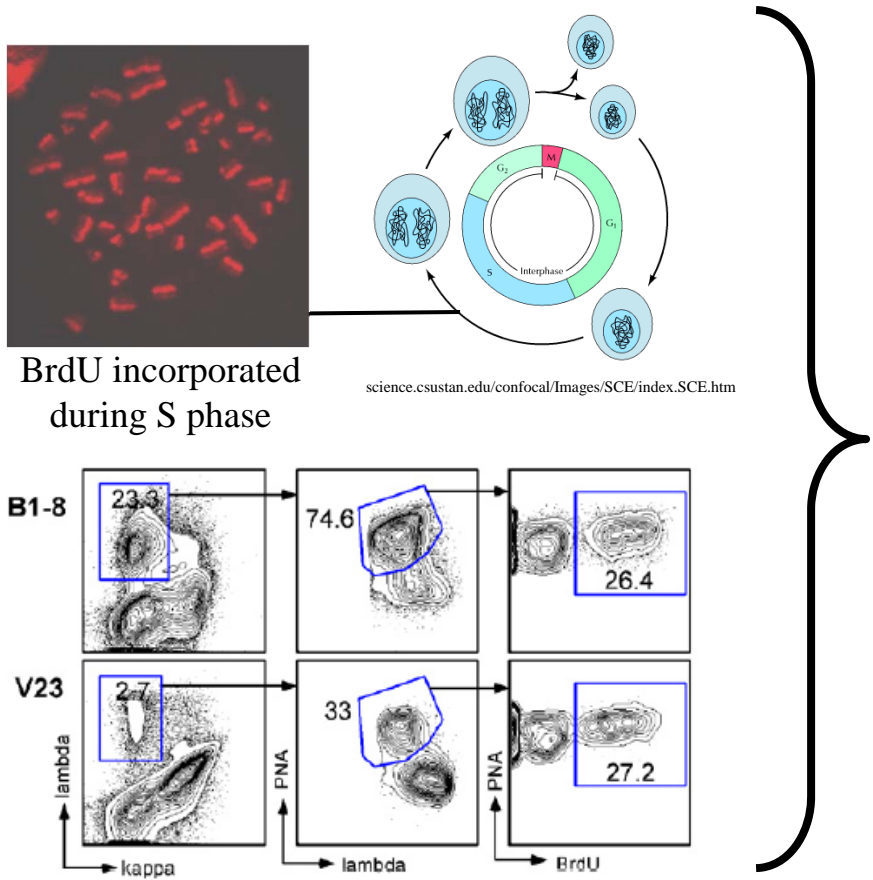 G₂
M
G₁
S
Interphase
BrdU incorporated
during S phase
science.csustan.edu/confocal/Images/SCE/index.SCE.htm
B1-8
23.3
74.6
26.4
V23
2.7
33
27.2
lambda
kappa
PNA
lambda
PNA
BrdU